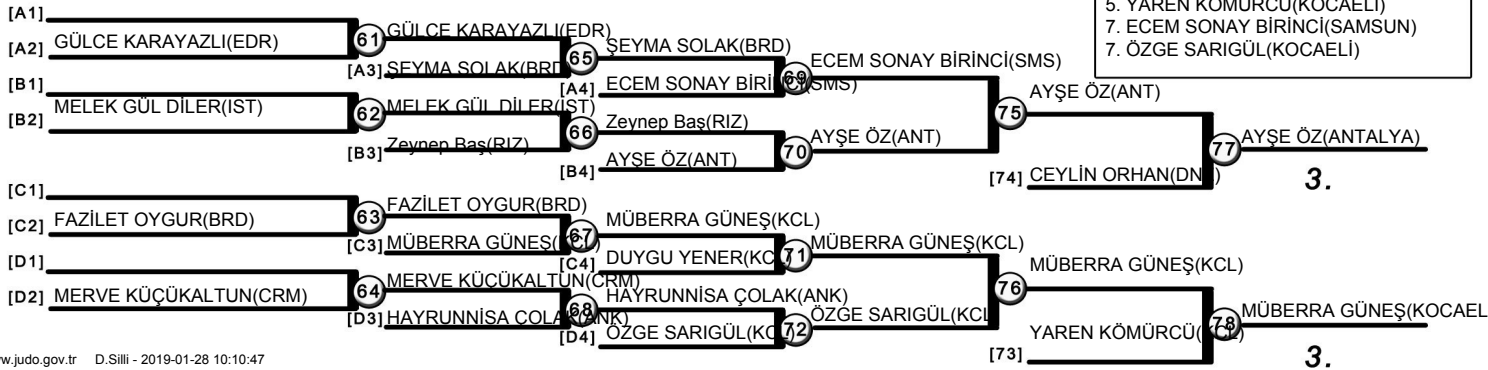 5. YAREN KÖMÜRCÜ(KOCAELİ)
7. ECEM SONAY BİRİNCİ(SAMSUN)
7. ÖZGE SARIGÜL(KOCAELİ)
[A1]
[A2] GÜLCE KARAYAZLI(EDR)
61 GÜLCE KARAYAZLI(EDR)
[A3] ŞEYMA SOLAK(BRD)
65 ŞEYMA SOLAK(BRD)
[A4] ECEM SONAY BİRİNCİ(SMS)
69 ECEM SONAY BİRİNCİ(SMS)
[B1]
[B2] MELEK GÜL DİLER(IST)
62 MELEK GÜL DİLER(IST)
[B3] Zeynep Baş(RIZ)
66 Zeynep Baş(RIZ)
[B4] AYŞE ÖZ(ANT)
70 AYŞE ÖZ(ANT)
75 AYŞE ÖZ(ANT)
[74] CEYLİN ORHAN(DNZ)
77 AYŞE ÖZ(ANTALYA)
3.
[C1]
[C2] FAZİLET OYGUR(BRD)
63 FAZİLET OYGUR(BRD)
[C3] MÜBERRA GÜNEŞ(KCL)
67 MÜBERRA GÜNEŞ(KCL)
[C4] DUYGU YENER(KCL)
71 MÜBERRA GÜNEŞ(KCL)
[D1]
[D2] MERVE KÜÇÜKALTUN(CRM)
64 MERVE KÜÇÜKALTUN(CRM)
[D3] HAYRUNNİSA ÇOLAK(ANK)
68 HAYRUNNİSA ÇOLAK(ANK)
[D4] ÖZGE SARIGÜL(KCL)
72 ÖZGE SARIGÜL(KCL)
76 MÜBERRA GÜNEŞ(KCL)
[73] YAREN KÖMÜRCÜ(KCL)
78 MÜBERRA GÜNEŞ(KOCAEL
3.
w.judo.gov.tr D.Silli - 2019-01-28 10:10:47